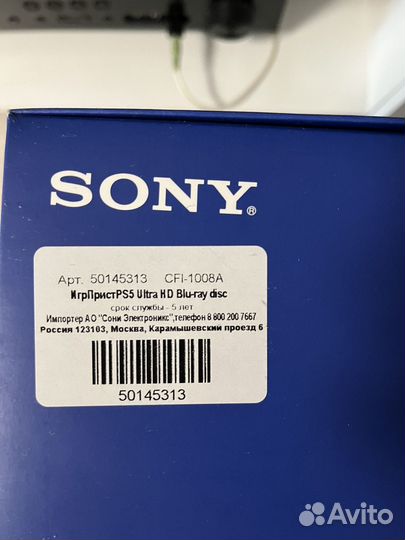 SONY®
Арт. 50145313 CFI-1008A
ИгрПристPS5 Ultra HD Blu-ray disc
срок службы - 5 лет
Импортер АО "Сони Электроникс",телефон 8 800 200 7667
Россия 123103, Москва, Карамышевский проезд 6
50145313
Avito